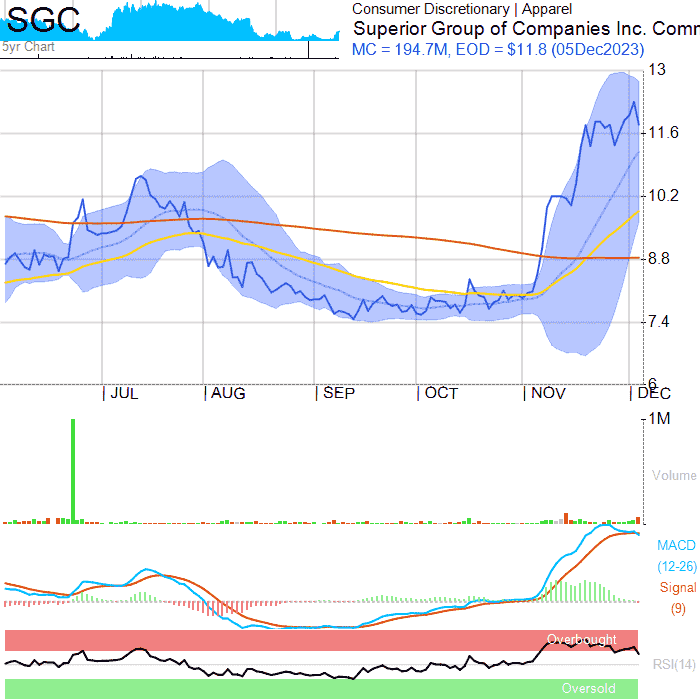 SGC
5yr Chart
Consumer Discretionary | Apparel
Superior Group of Companies Inc. Comm
MC = 194.7M, EOD = $11.8 (05Dec2023)
13
11.6
10.2
8.8
7.4
6
JUL
AUG
SEP
OCT
NOV
DEC
1M
Volume
MACD
(12-26)
Signal
(9)
Overbought
RSI(14)
Oversold